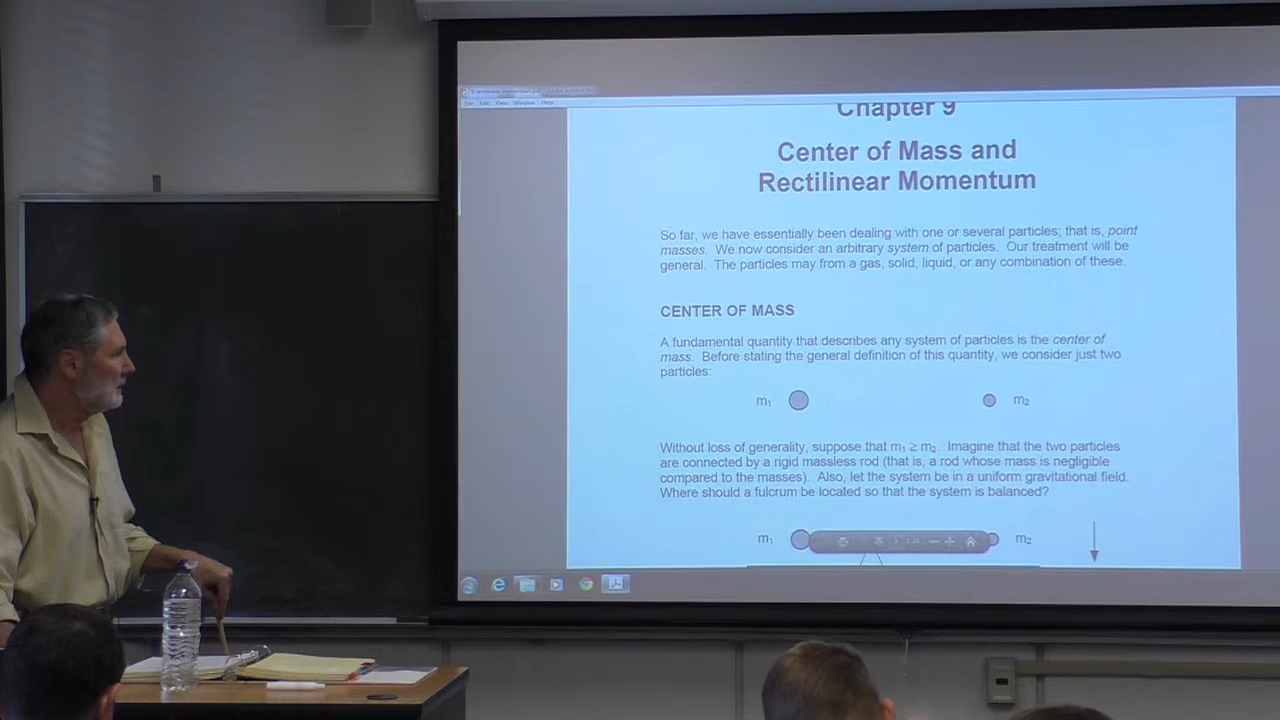 File Edit View Window Help
Chapter 9
Center of Mass and
Rectilinear Momentum
So far, we have essentially been dealing with one or several particles; that is, point
masses. We now consider an arbitrary system of particles. Our treatment will be
general. The particles may from a gas, solid, liquid, or any combination of these.
CENTER OF MASS
A fundamental quantity that describes any system of particles is the center of
mass. Before stating the general definition of this quantity, we consider just two
particles:
m₁ m₂
Without loss of generality, suppose that m₁ ≥ m₂. Imagine that the two particles
are connected by a rigid massless rod (that is, a rod whose mass is negligible
compared to the masses). Also, let the system be in a uniform gravitational field.
Where should a fulcrum be located so that the system is balanced?
m₁ m₂